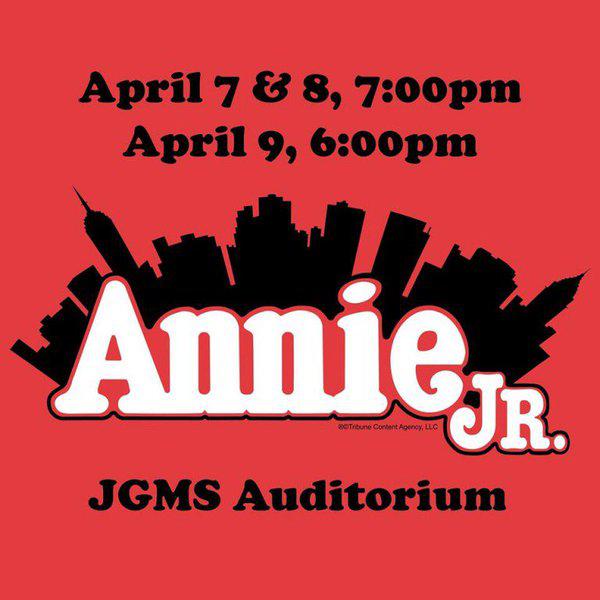 April 7 & 8, 7:00pm
April 9, 6:00pm
Annie JR.
®©Tribune Content Agency, LLC
JGMS Auditorium